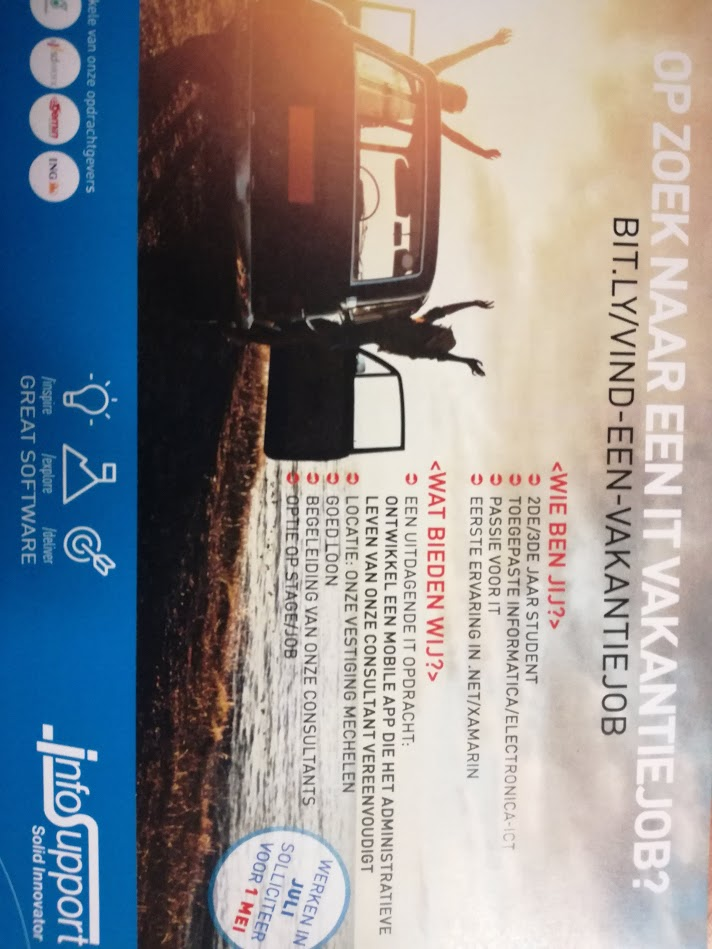 OP ZOEK NAAR EEN IT VAKANTIEJOB?
BIT.LY/VIND-EEN-VAKANTIEJOB
<WIE BEN JIJ?>
2DE/3DE JAAR STUDENT
TOEGEPASTE INFORMATICA/ELECTRONICA-ICT
PASSIE VOOR IT
EERSTE ERVARING IN .NET/XAMARIN
<WAT BIEDEN WIJ?>
EEN UITDAGENDE IT OPDRACHT:
ONTWIKKEL EEN MOBILE APP DIE HET ADMINISTRATIEVE
LEVEN VAN ONZE CONSULTANT VEREENVOUDIGT
LOCATIE: ONZE VESTIGING MECHELEN
GOED LOON
BEGELEIDING VAN ONZE CONSULTANTS
OPTIE OP STAGE/JOB
WERKEN IN
JULI
SOLLICITEER
VOOR 1 MEI
van onze opdrachtgevers
ING
/inspire /explore /deliver
GREAT SOFTWARE
infoSupport
Solid Innovator